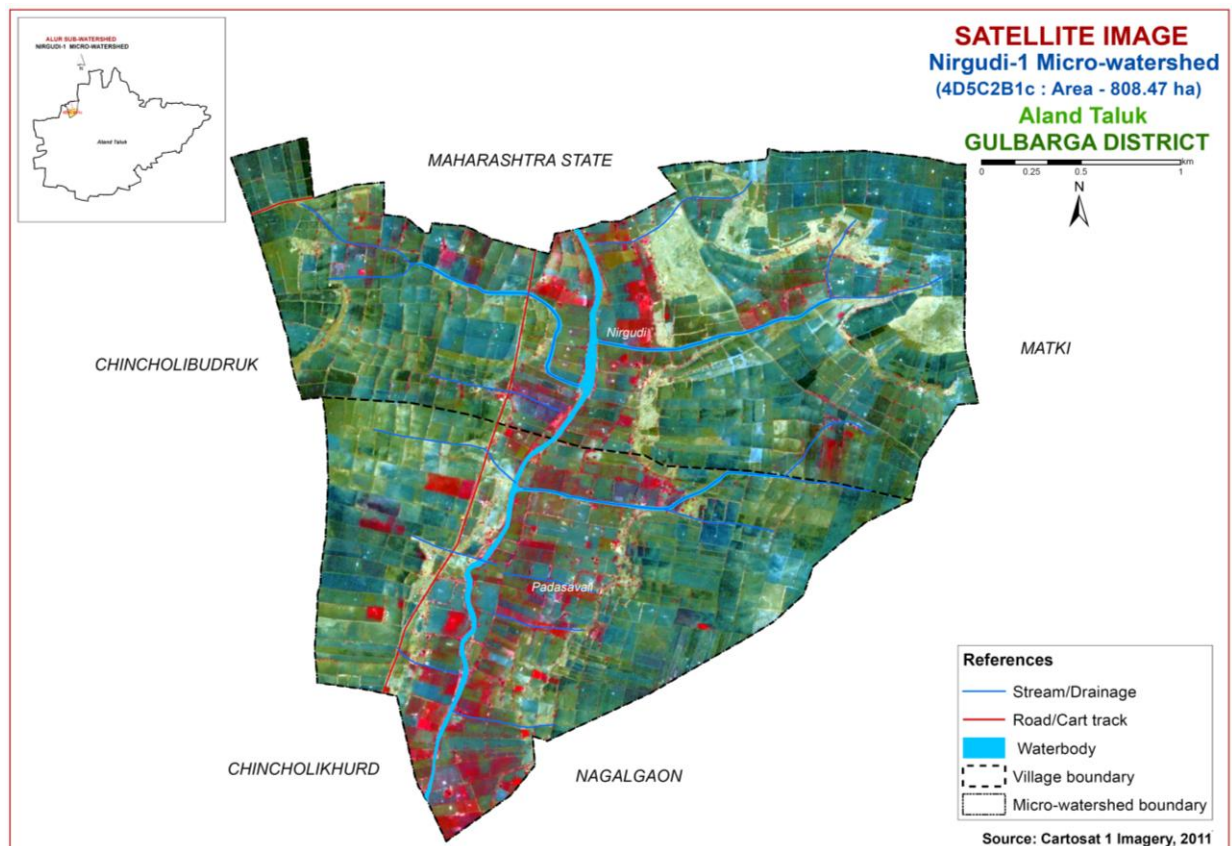 ALUR SUB-WATERSHED
NIRGUDI-1 MICRO-WATERSHED
N
Aland Taluk
SATELLITE IMAGE
Nirgudi-1 Micro-watershed
(4D5C2B1c : Area - 808.47 ha)
Aland Taluk
GULBARGA DISTRICT
km
0 0.25 0.5 1
N
MAHARASHTRA STATE
Nirgudi
CHINCHOLIBUDRUK
MATKI
Padasavali
CHINCHOLIKHURD
NAGALGAON
References
Stream/Drainage
Road/Cart track
Waterbody
Village boundary
Micro-watershed boundary
Source: Cartosat 1 Imagery, 2011